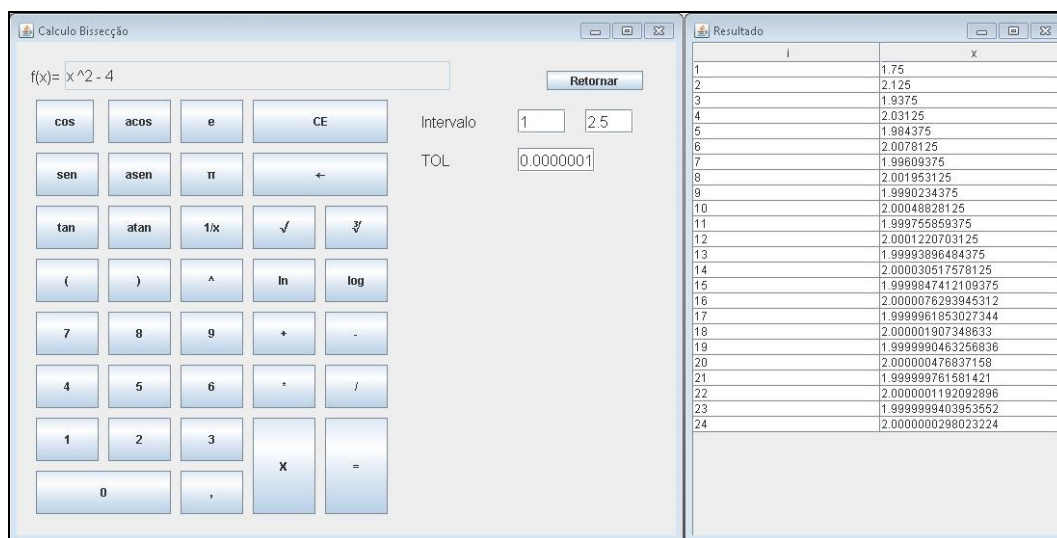 Calculo Bissecção
f(x)= x^2 - 4
Retornar
cos acos e CE
Intervalo 1 2.5
sen asen π ←
TOL 0.0000001
tan atan 1/x √ ∛
( ) ^ ln log
7 8 9 + -
4 5 6 * /
1 2 3 X =
0 ,
Resultado
i x
1 1.75
2 2.125
3 1.9375
4 2.03125
5 1.984375
6 2.0078125
7 1.99609375
8 2.001953125
9 1.9990234375
10 2.00048828125
11 1.999755859375
12 2.0001220703125
13 1.99993896484375
14 2.000030517578125
15 1.9999847412109375
16 2.0000076293945312
17 1.9999961853027344
18 2.000001907348633
19 1.9999990463256836
20 2.000000476837158
21 1.999999761581421
22 2.0000001192092896
23 1.9999999403953552
24 2.0000000298023224